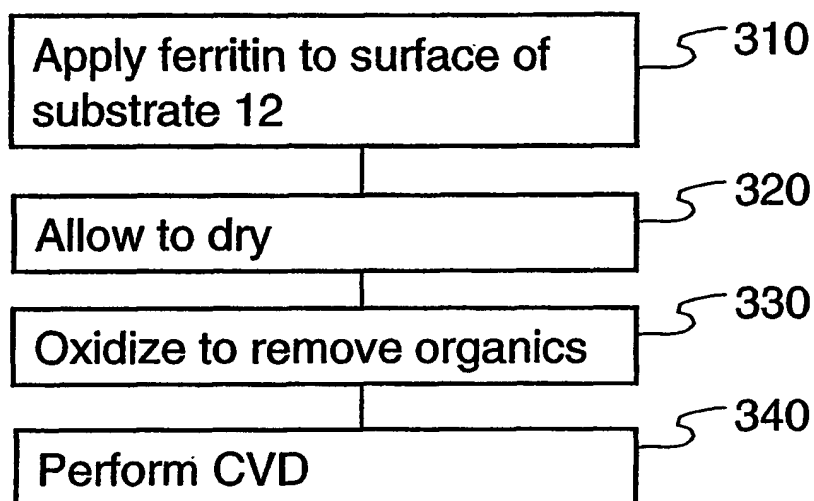 Apply ferritin to surface of
substrate 12
310
Allow to dry
320
Oxidize to remove organics
330
Perform CVD
340